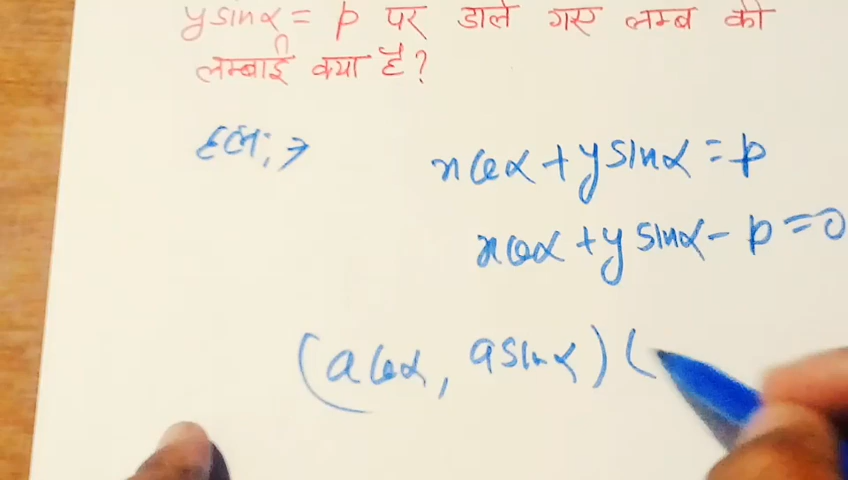 y sinα = p पर डाले गए लम्ब की
लम्बाई क्या है?
हल:→
x cosα + y sinα = p
x cosα + y sinα - p = 0
(a cosα, a sinα) (